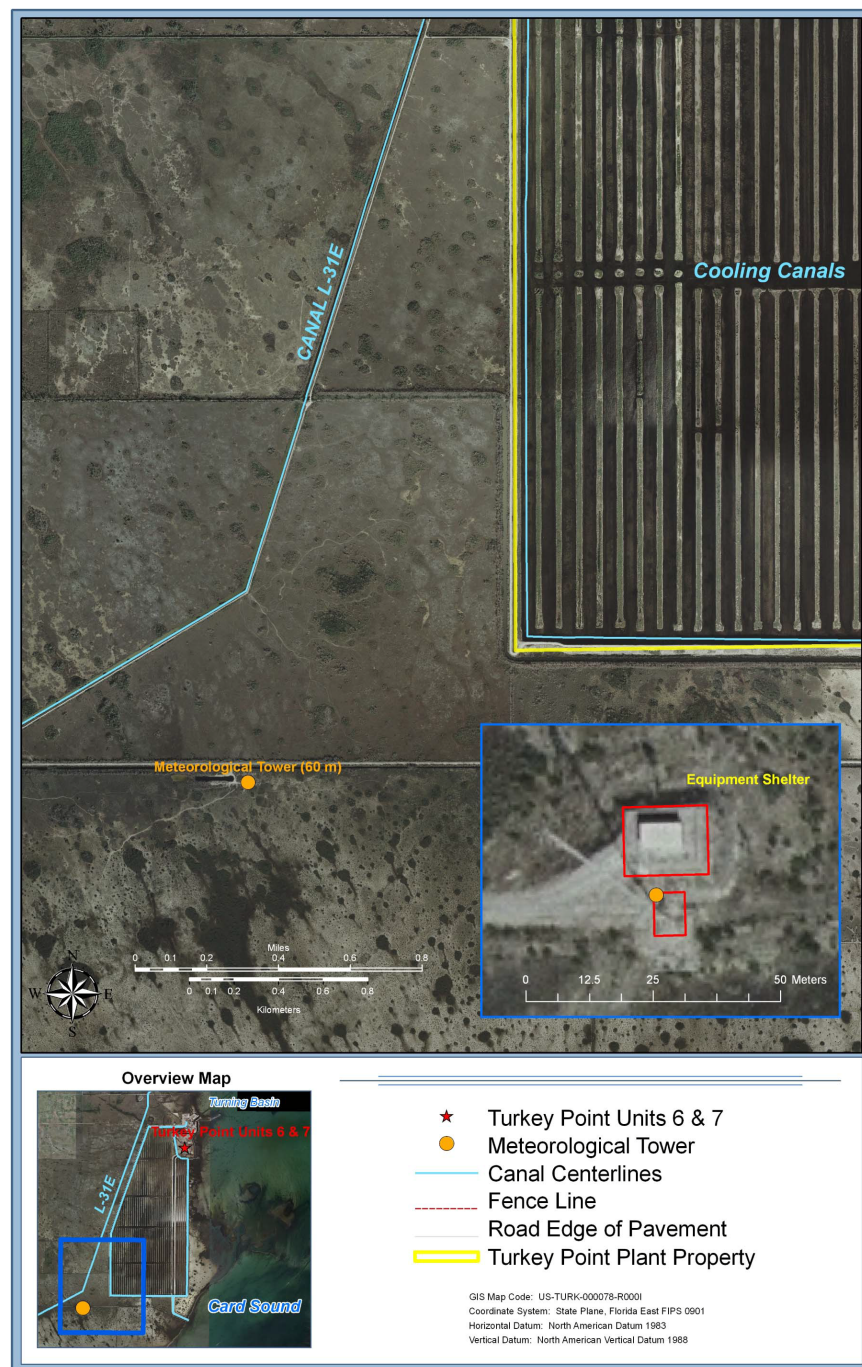 CANAL L-31E
Cooling Canals
Meteorological Tower (60 m)
Equipment Shelter
0 12.5 25 50 Meters
Miles
0 0.1 0.2 0.4 0.6 0.8
0 0.1 0.2 0.4 0.6 0.8
Kilometers
N
W E
S
Overview Map
Turning Basin
Turkey Point Units 6 & 7
L-31E
Card Sound
Turkey Point Units 6 & 7
Meteorological Tower
Canal Centerlines
Fence Line
Road Edge of Pavement
Turkey Point Plant Property
GIS Map Code: US-TURK-000078-R000I
Coordinate System: State Plane, Florida East FIPS 0901
Horizontal Datum: North American Datum 1983
Vertical Datum: North American Vertical Datum 1988